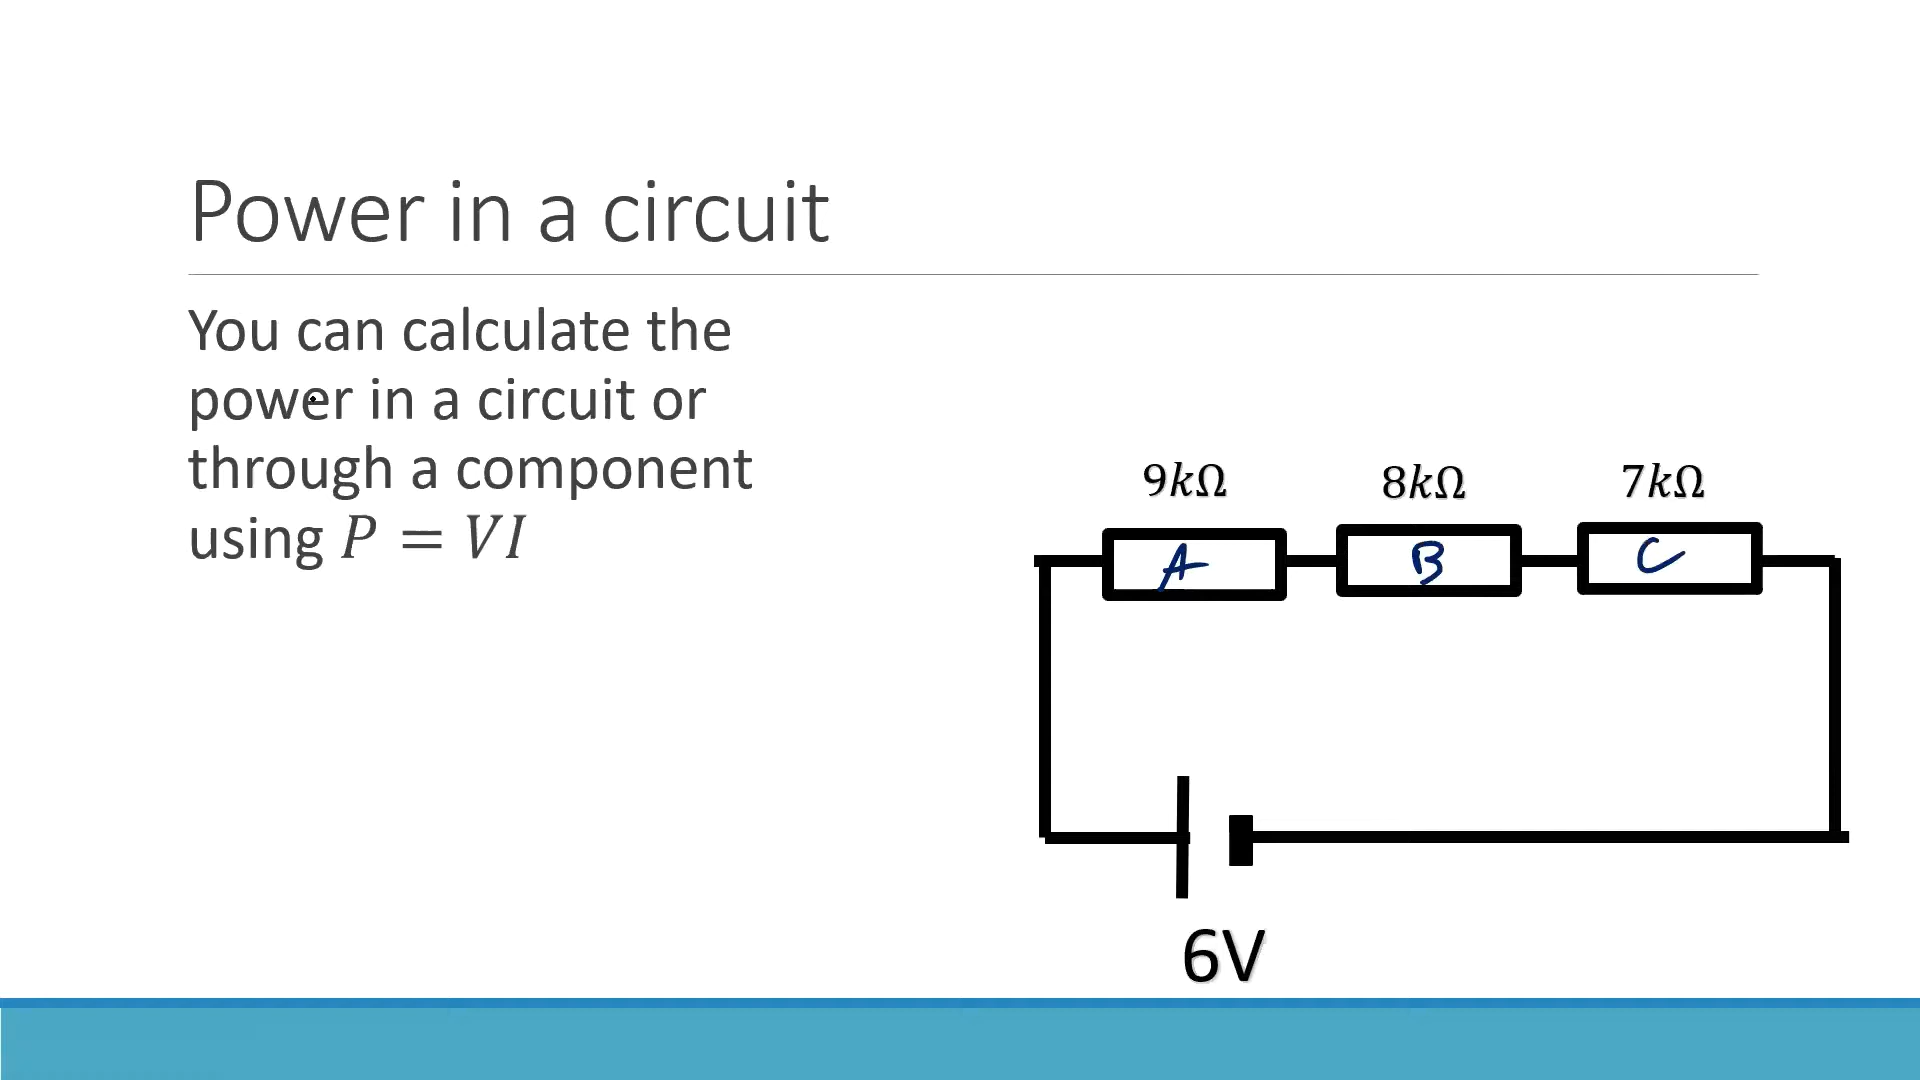 Power in a circuit
You can calculate the
power in a circuit or
through a component
using 𝑃 = 𝑉𝐼
9𝑘Ω 8𝑘Ω 7𝑘Ω
A B C
6V